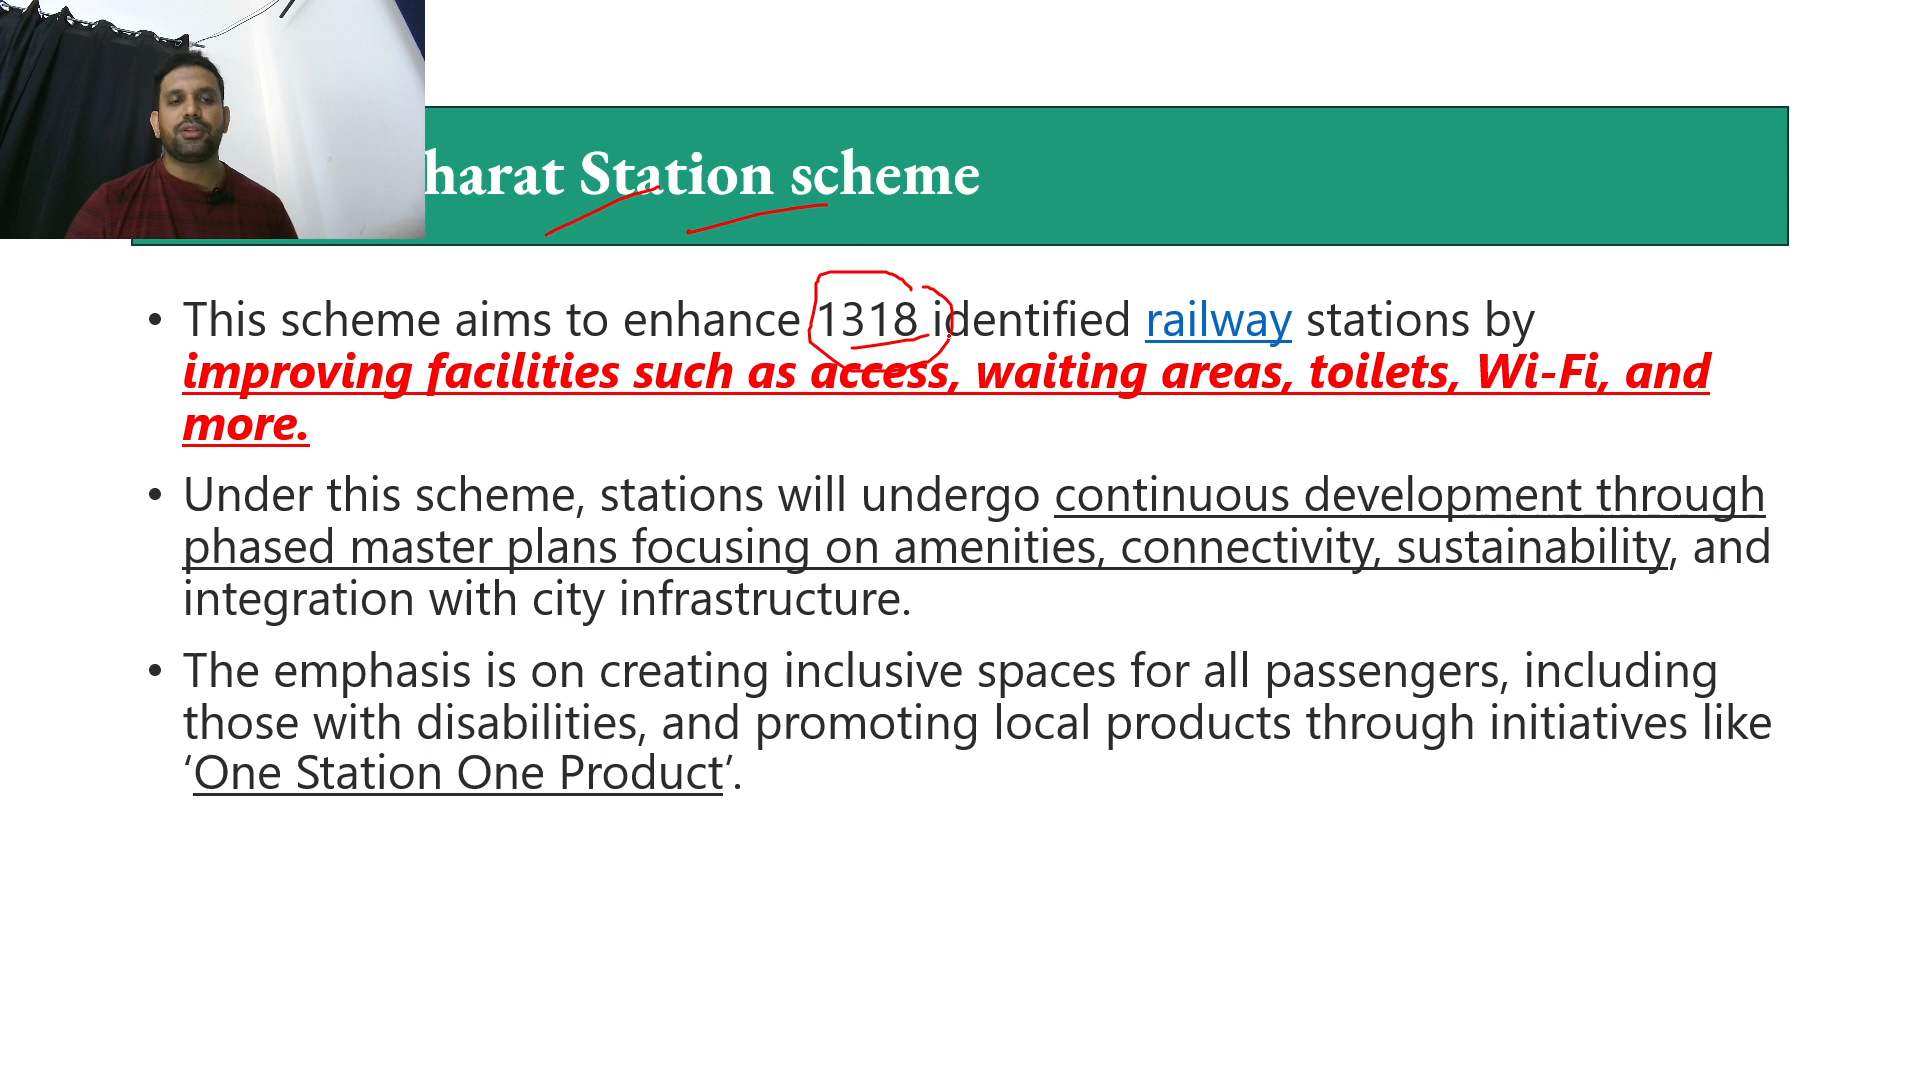 harat Station scheme
• This scheme aims to enhance 1318 identified railway stations by
improving facilities such as access, waiting areas, toilets, Wi-Fi, and
more.
• Under this scheme, stations will undergo continuous development through
phased master plans focusing on amenities, connectivity, sustainability, and
integration with city infrastructure.
• The emphasis is on creating inclusive spaces for all passengers, including
those with disabilities, and promoting local products through initiatives like
‘One Station One Product’.